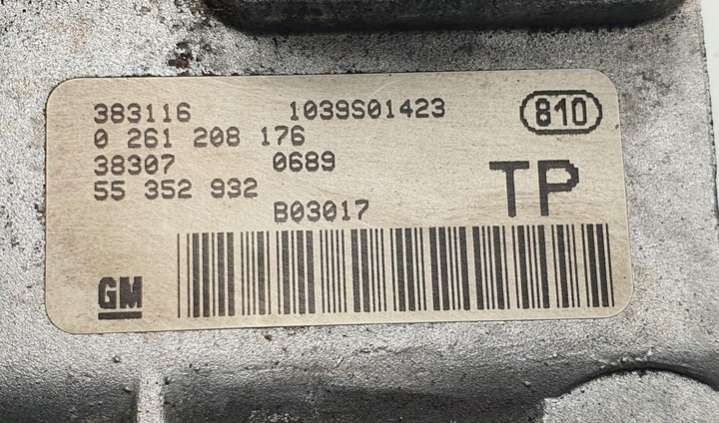 383116 1039S01423 810
0 261 208 176
38307 0689
55 352 932 TP
B03017
GM